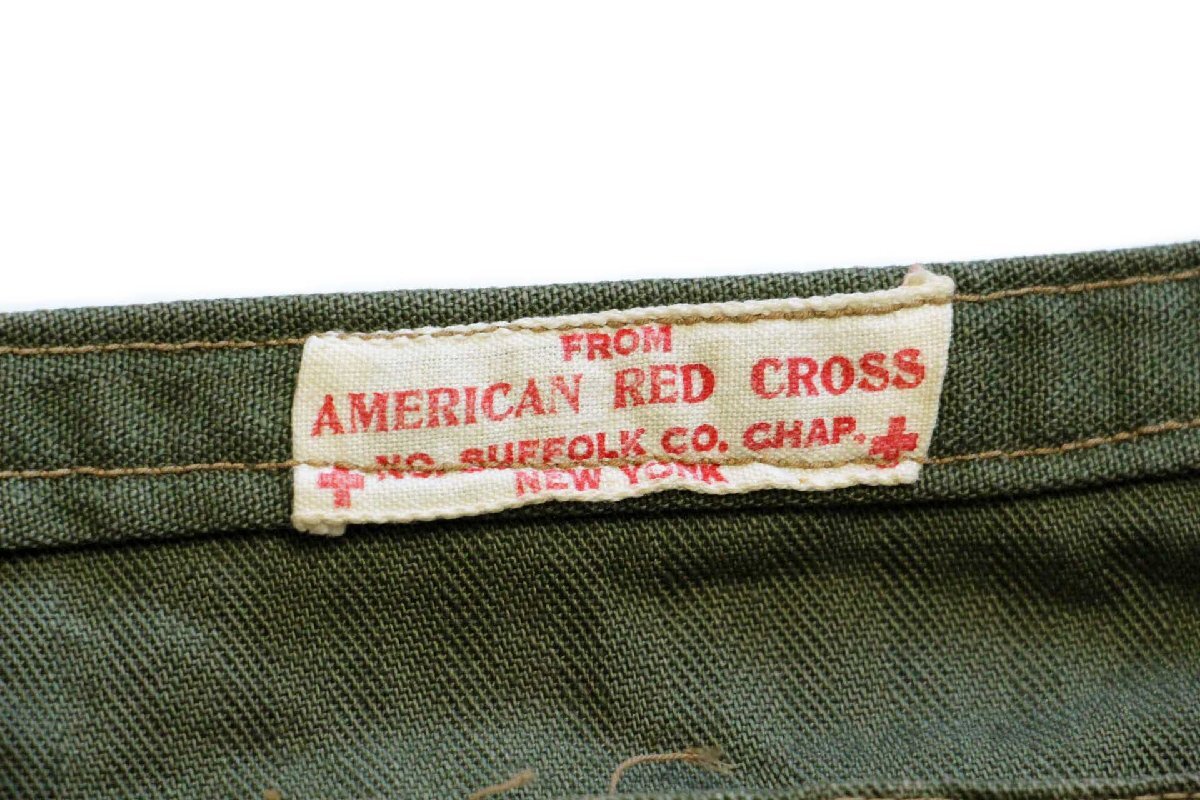 FROM
AMERICAN RED CROSS
NO. SUFFOLK CO. CHAP.
NEW YORK